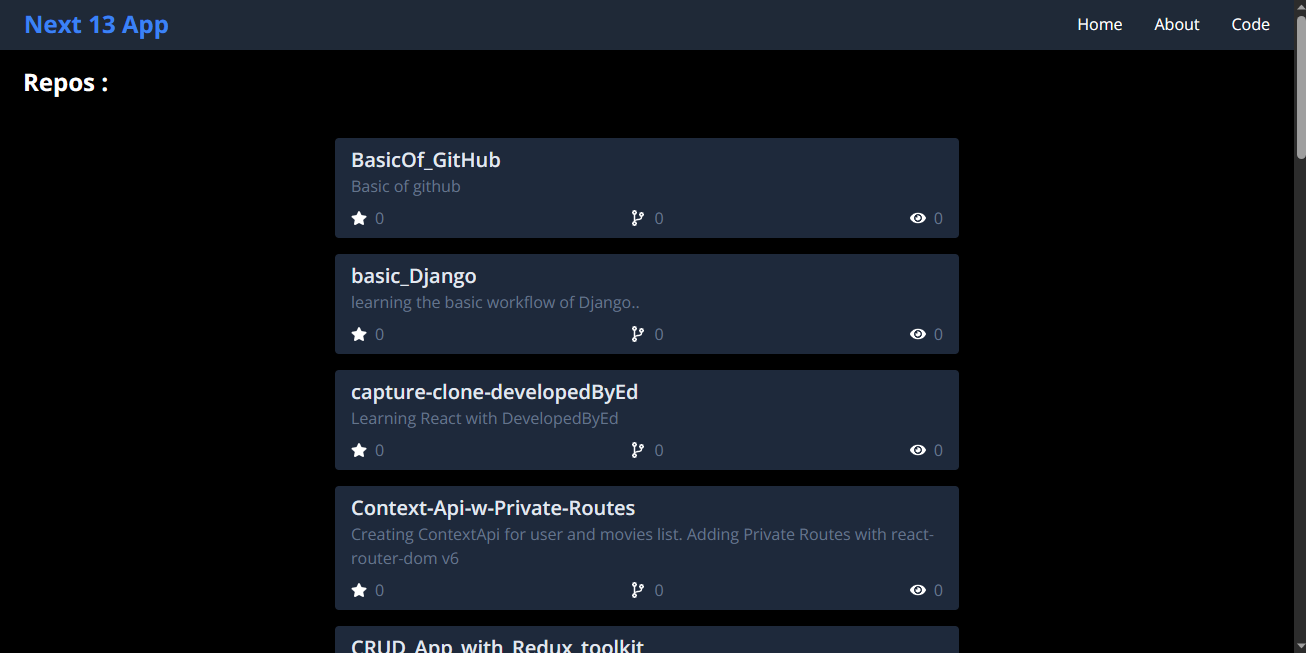 Next 13 App
Home About Code
Repos :
BasicOf_GitHub
Basic of github
0 0 0
basic_Django
learning the basic workflow of Django..
0 0 0
capture-clone-developedByEd
Learning React with DevelopedByEd
0 0 0
Context-Api-w-Private-Routes
Creating ContextApi for user and movies list. Adding Private Routes with react-
router-dom v6
0 0 0
CRUD_App_with_Redux_toolkit